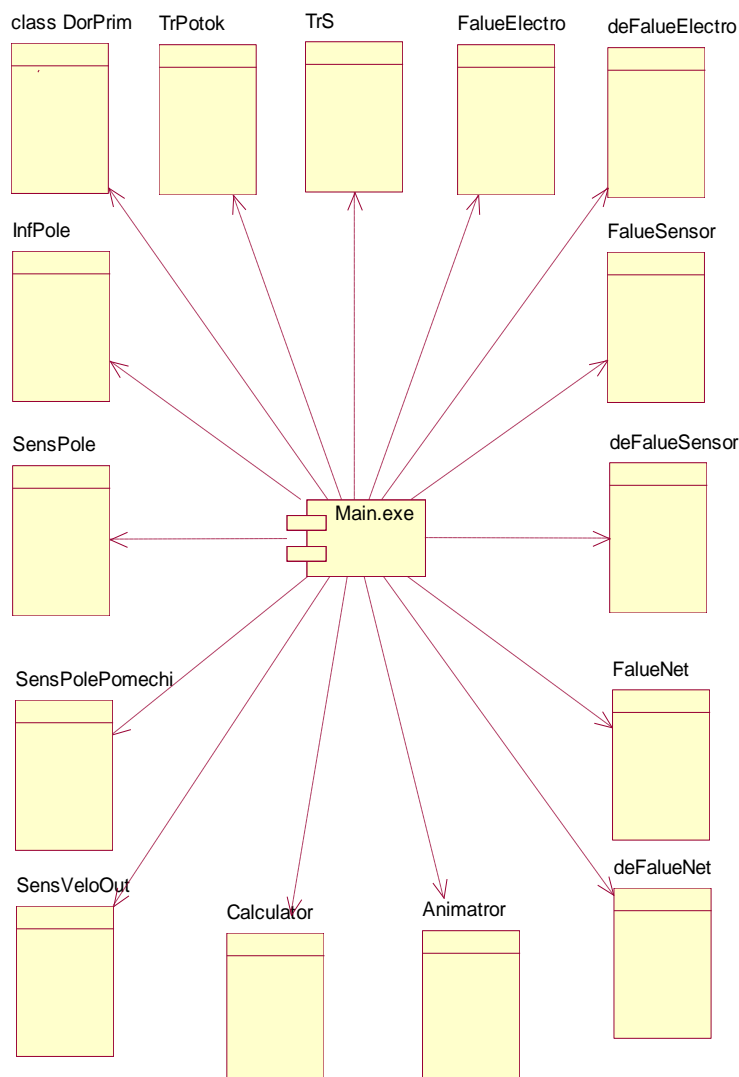 class DorPrim
TrPotok
TrS
FalueElectro
deFalueElectro
InfPole
FalueSensor
SensPole
deFalueSensor
Main.exe
SensPolePomechi
FalueNet
SensVeloOut
Calculator
Animatror
deFalueNet